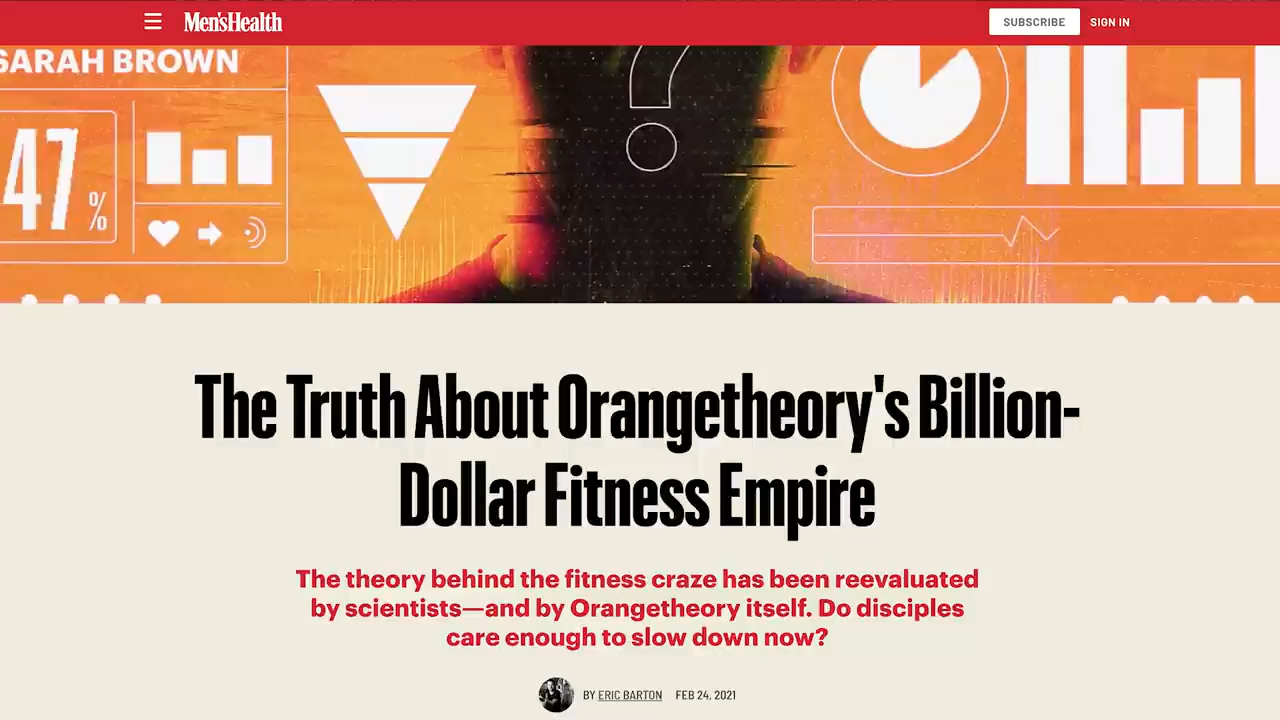 Men'sHealth
SUBSCRIBE
SIGN IN
SARAH BROWN
47%
?
The Truth About Orangetheory's Billion-
Dollar Fitness Empire
The theory behind the fitness craze has been reevaluated
by scientists—and by Orangetheory itself. Do disciples
care enough to slow down now?
BY ERIC BARTON FEB 24, 2021